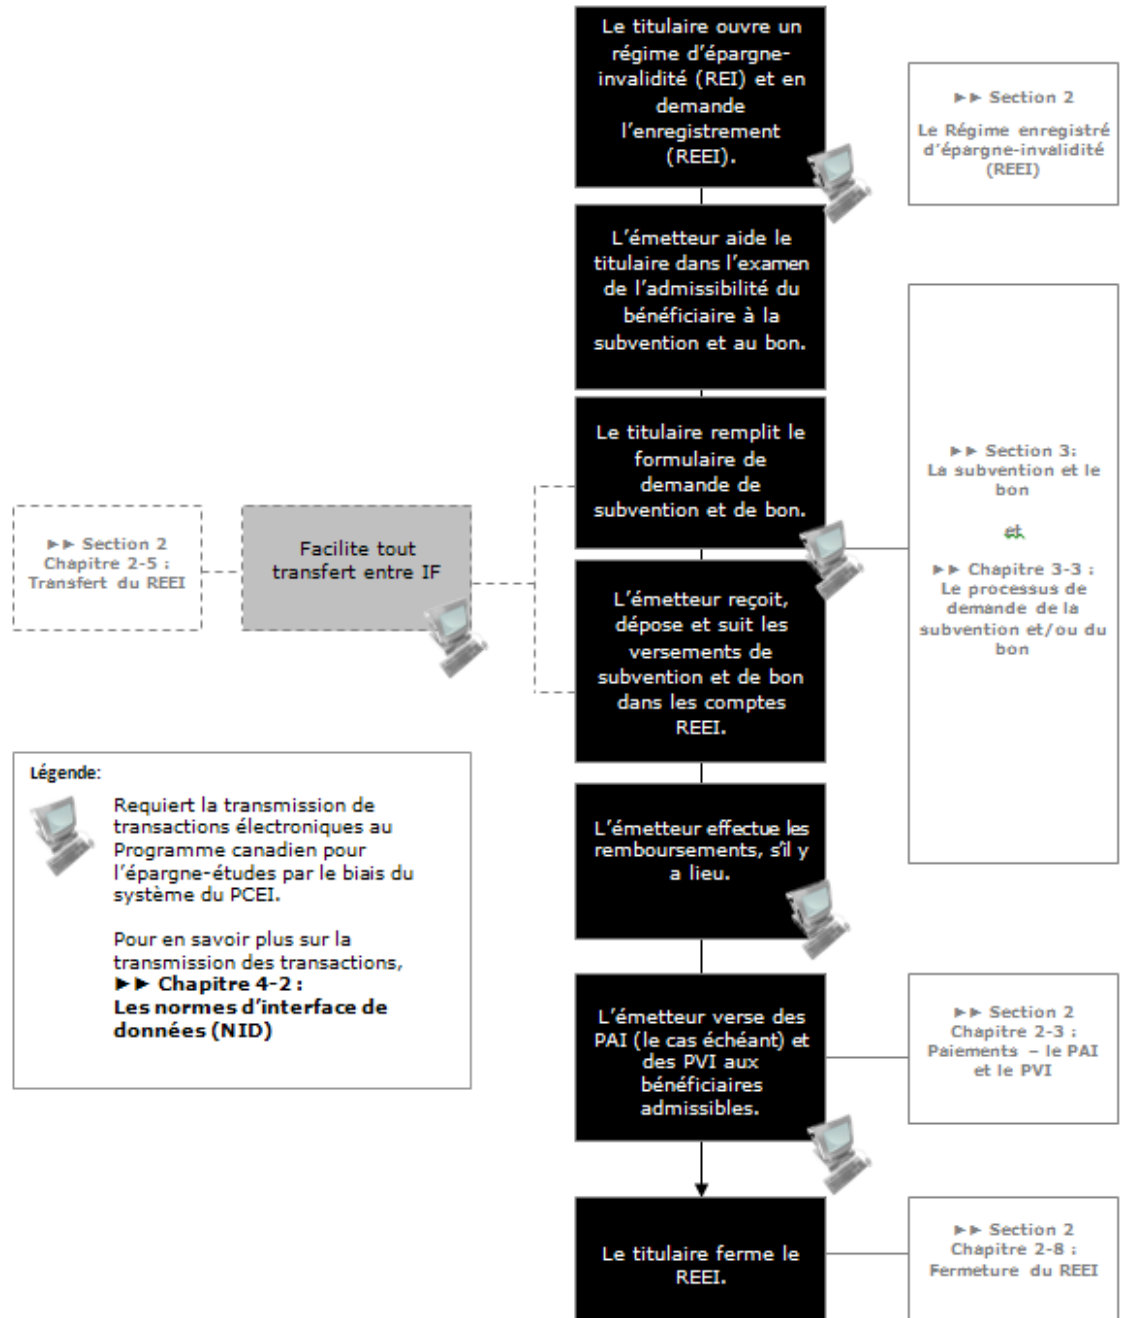 Le titulaire ouvre un
régime d'épargne-
invalidité (REI) et en
demande
l'enregistrement
(REEI).
►► Section 2
Le Régime enregistré
d'épargne-invalidité
(REEI)
L'émetteur aide le
titulaire dans l'examen
de l'admissibilité du
bénéficiaire à la
subvention et au bon.
Le titulaire remplit le
formulaire de
demande de
subvention et de bon.
►► Section 3:
La subvention et le
bon
et
►► Chapitre 3-3 :
Le processus de
demande de la
subvention et/ou du
bon
►► Section 2
Chapitre 2-5 :
Transfert du REEI
Facilite tout
transfert entre IF
L'émetteur reçoit,
dépose et suit les
versements de
subvention et de bon
dans les comptes
REEI.
Légende:
Requiert la transmission de
transactions électroniques au
Programme canadien pour
l'épargne-études par le biais du
système du PCEI.
Pour en savoir plus sur la
transmission des transactions,
►► Chapitre 4-2 :
Les normes d'interface de
données (NID)
L'émetteur effectue les
remboursements, s'il y
a lieu.
L'émetteur verse des
PAI (le cas échéant) et
des PVI aux
bénéficiaires
admissibles.
►► Section 2
Chapitre 2-3 :
Paiements – le PAI
et le PVI
Le titulaire ferme le
REEI.
►► Section 2
Chapitre 2-8 :
Fermeture du REEI